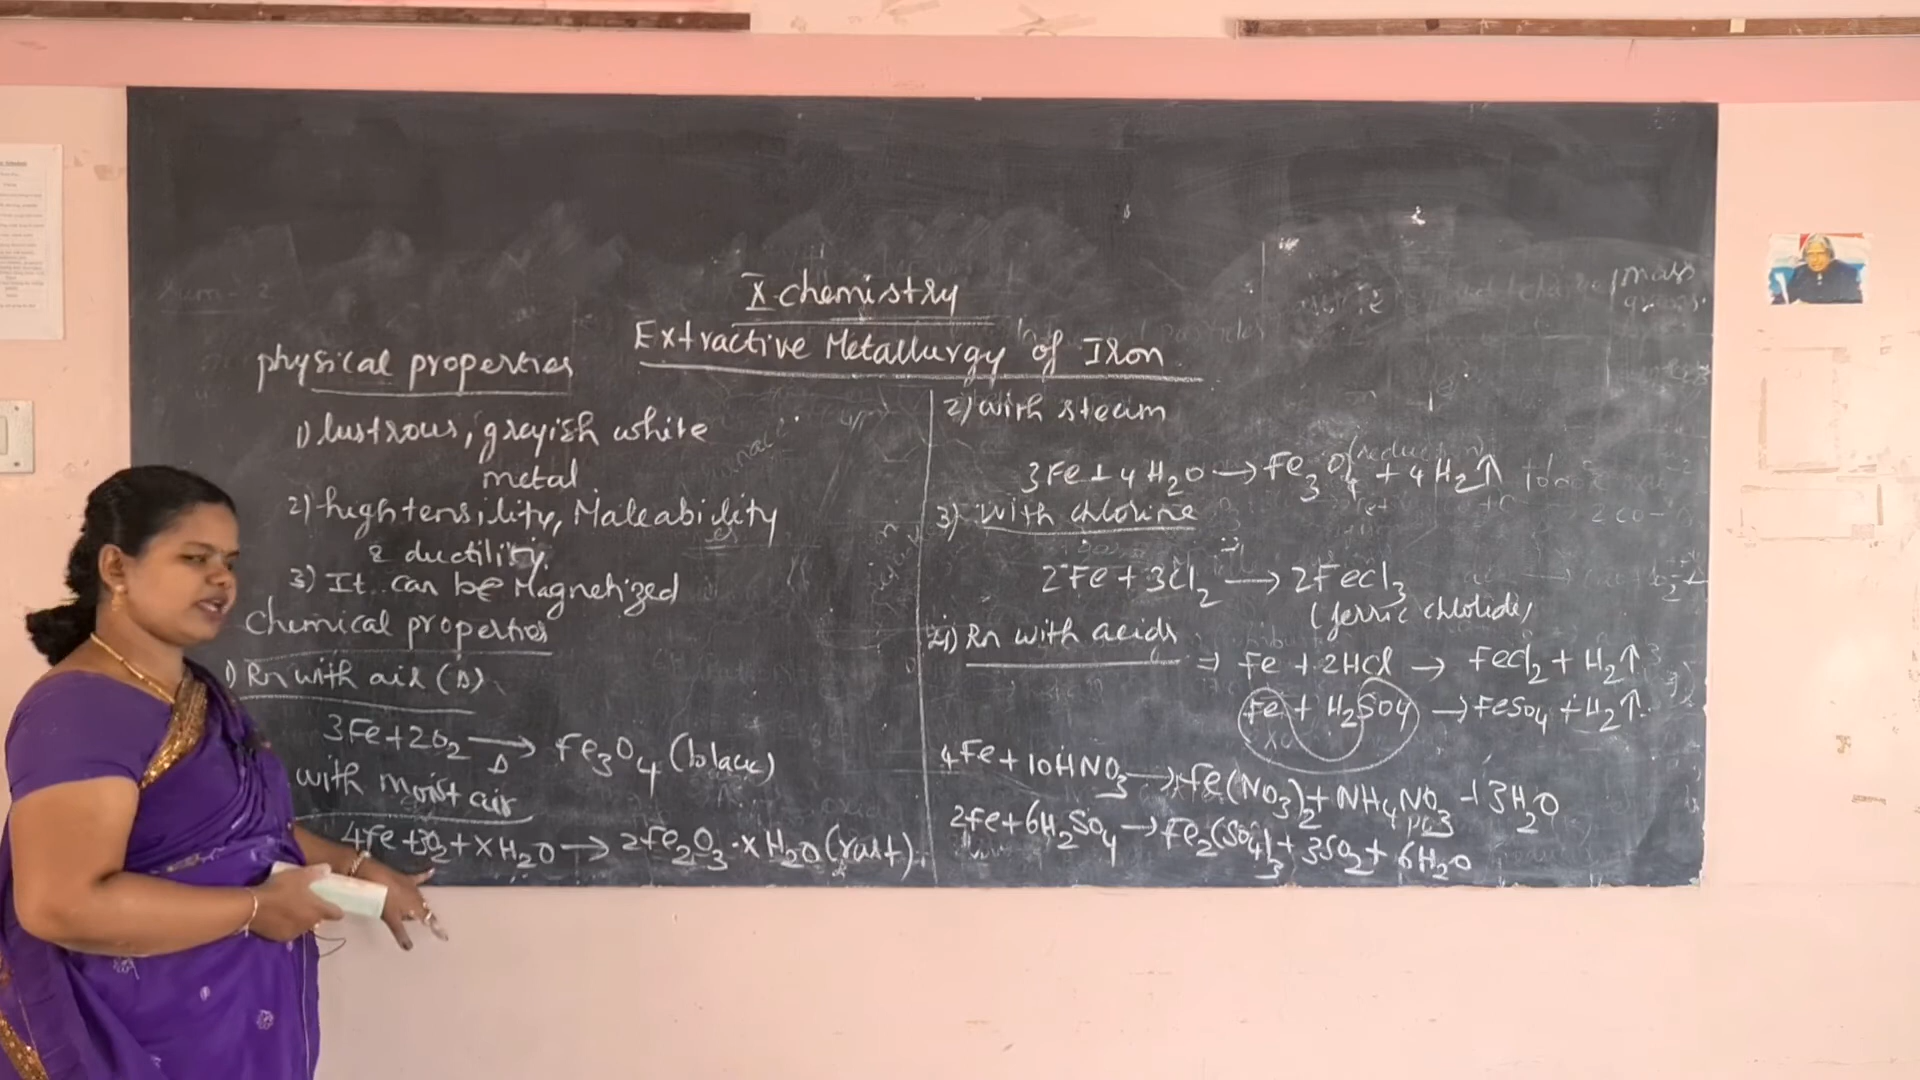 X-chemistry
Extractive Metallurgy of Iron
physical properties
1) lustrous, greyish white
metal
2) high tensility, Maleability
& ductility.
3) It can be Magnetized
Chemical properties
1) Rn with air (Δ)
3Fe+2O2 →Δ Fe3O4 (black)
with moist air
4Fe+3O2+xH2O → 2Fe2O3·xH2O (rust).
2) with steam
3Fe+4H2O → Fe3O4 + 4H2↑
3) with chlorine
2Fe + 3Cl2 → 2FeCl3
(ferric chloride)
4) Rn with acids
⇒ Fe + 2HCl → FeCl2 + H2↑
Fe + H2SO4 → FeSO4 + H2↑
4Fe+10HNO3 → Fe(NO3)2+NH4NO3 + 3H2O
2Fe+6H2SO4 → Fe2(SO4)3+3SO2+6H2O
(reduction)
mass